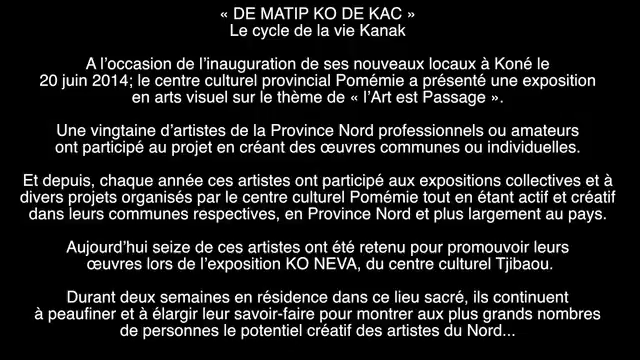 « DE MATIP KO DE KAC »
Le cycle de la vie Kanak
A l’occasion de l’inauguration de ses nouveaux locaux à Koné le
20 juin 2014; le centre culturel provincial Pomémie a présenté une exposition
en arts visuel sur le thème de « l’Art est Passage ».
Une vingtaine d’artistes de la Province Nord professionnels ou amateurs
ont participé au projet en créant des œuvres communes ou individuelles.
Et depuis, chaque année ces artistes ont participé aux expositions collectives et à
divers projets organisés par le centre culturel Pomémie tout en étant actif et créatif
dans leurs communes respectives, en Province Nord et plus largement au pays.
Aujourd’hui seize de ces artistes ont été retenu pour promouvoir leurs
œuvres lors de l’exposition KO NEVA, du centre culturel Tjibaou.
Durant deux semaines en résidence dans ce lieu sacré, ils continuent
à peaufiner et à élargir leur savoir-faire pour montrer aux plus grands nombres
de personnes le potentiel créatif des artistes du Nord...